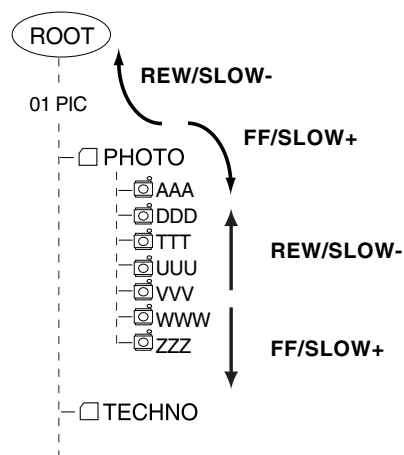 ROOT
REW/SLOW-
01 PIC
FF/SLOW+
PHOTO
AAA
DDD
TTT
REW/SLOW-
UUU
VVV
WWW
ZZZ
FF/SLOW+
TECHNO